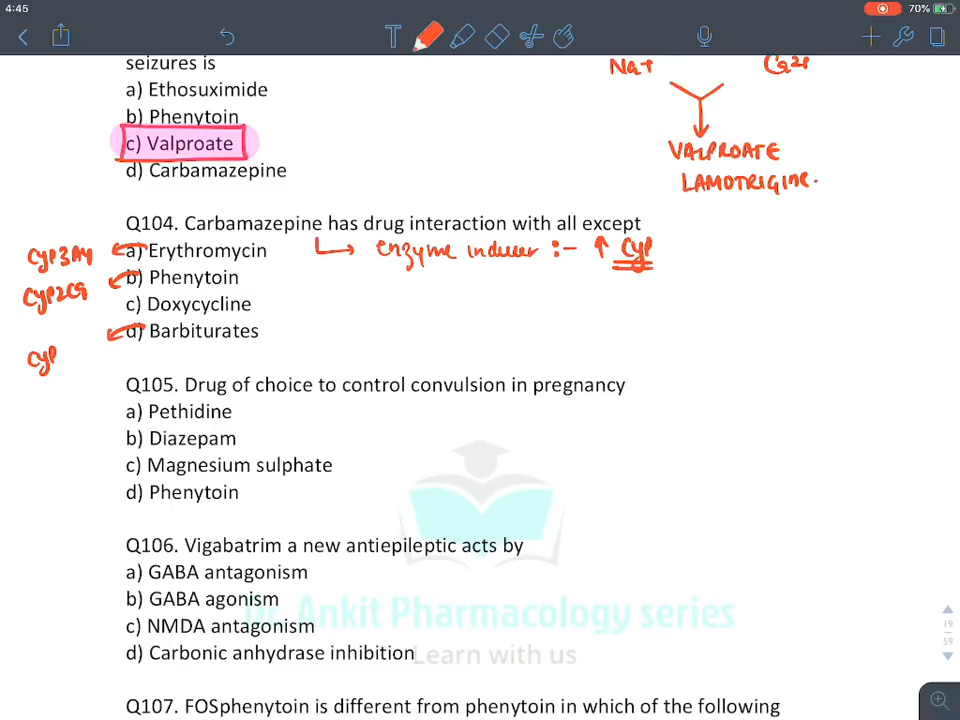 4:45
70%
T
seizures is
Na+
Ca2+
a) Ethosuximide
b) Phenytoin
c) Valproate
VALPROATE
d) Carbamazepine
LAMOTRIGINE.
Q104. Carbamazepine has drug interaction with all except
CYP3A4 a) Erythromycin enzyme inducer :- ↑ CYP
CYP2C9 b) Phenytoin
c) Doxycycline
d) Barbiturates
CYP
Q105. Drug of choice to control convulsion in pregnancy
a) Pethidine
b) Diazepam
c) Magnesium sulphate
d) Phenytoin
Q106. Vigabatrim a new antiepileptic acts by
a) GABA antagonism
b) GABA agonism
Dr. Ankit Pharmacology series
c) NMDA antagonism
19
59
d) Carbonic anhydrase inhibition
Learn with us
Q107. FOSphenytoin is different from phenytoin in which of the following